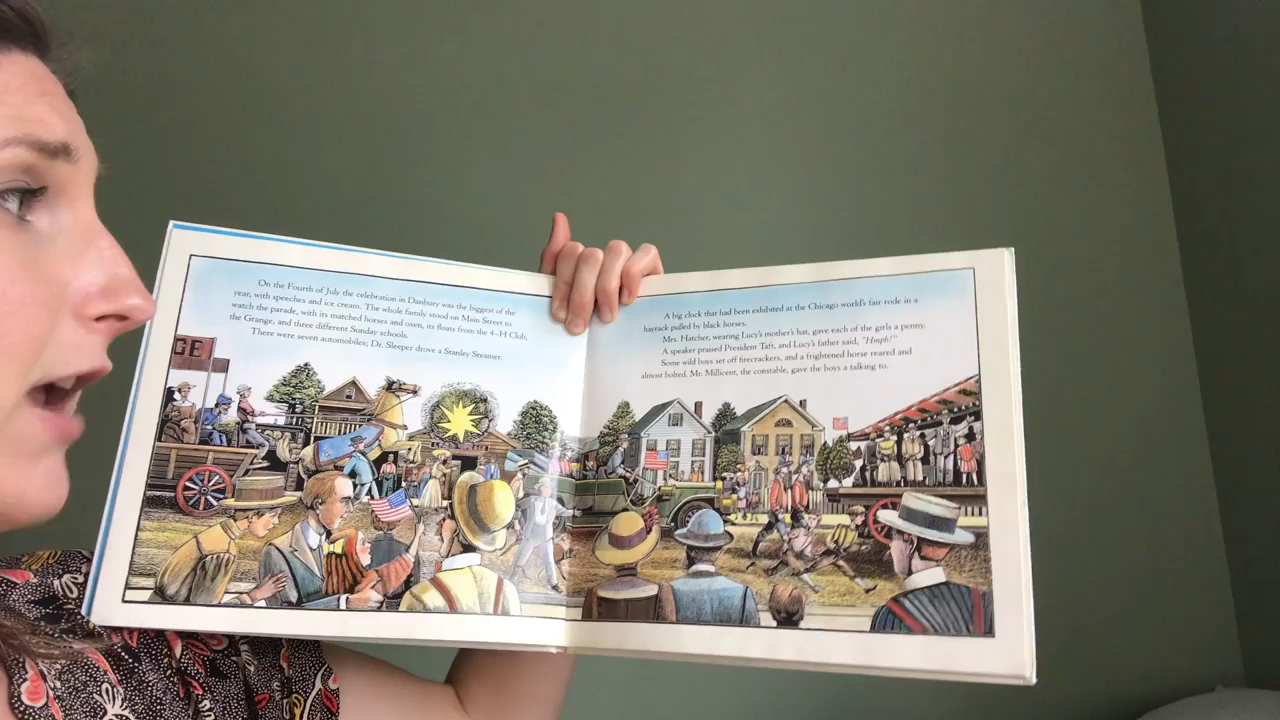 On the Fourth of July the celebration in Danbury was the biggest of the
year, with speeches and ice cream. The whole family stood on Main Street to
watch the parade, with its matched horses and oxen, its floats from the 4-H Club,
the Grange, and three different Sunday schools.
There were seven automobiles; Dr. Sleeper drove a Stanley Steamer.
GE
A big clock that had been exhibited at the Chicago world's fair rode in a
hayrack pulled by black horses.
Mrs. Hatcher, wearing Lucy's mother's hat, gave each of the girls a penny.
A speaker praised President Taft, and Lucy's father said, "Hmph!"
Some wild boys set off firecrackers, and a frightened horse reared and
almost bolted. Mr. Millicent, the constable, gave the boys a talking to.